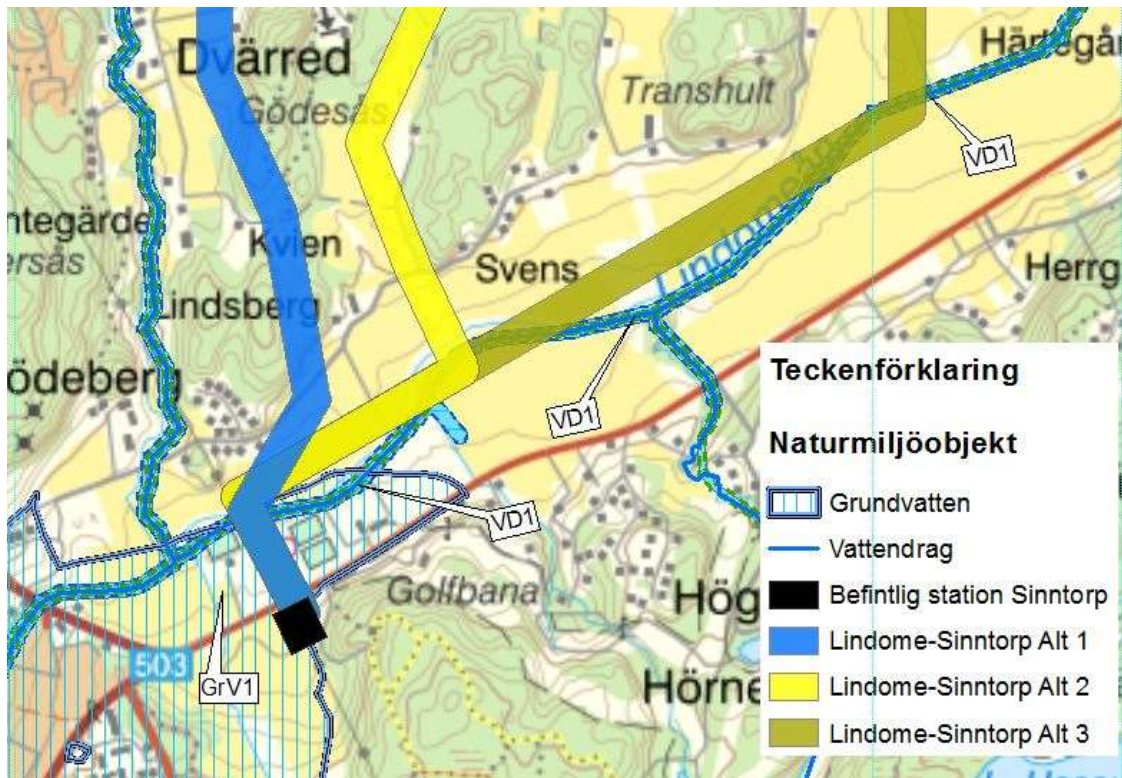 Dvärred
Gödesås
Transhult
Härtegår
VD1
ntegärde
ersås
Kvien
Svens
Lindome
Herrg
Lindsberg
ödeberg
VD1
VD1
Golfbana
Hög
503
GrV1
Hörne
Teckenförklaring
Naturmiljöobjekt
Grundvatten
Vattendrag
Befintlig station Sinntorp
Lindome-Sinntorp Alt 1
Lindome-Sinntorp Alt 2
Lindome-Sinntorp Alt 3